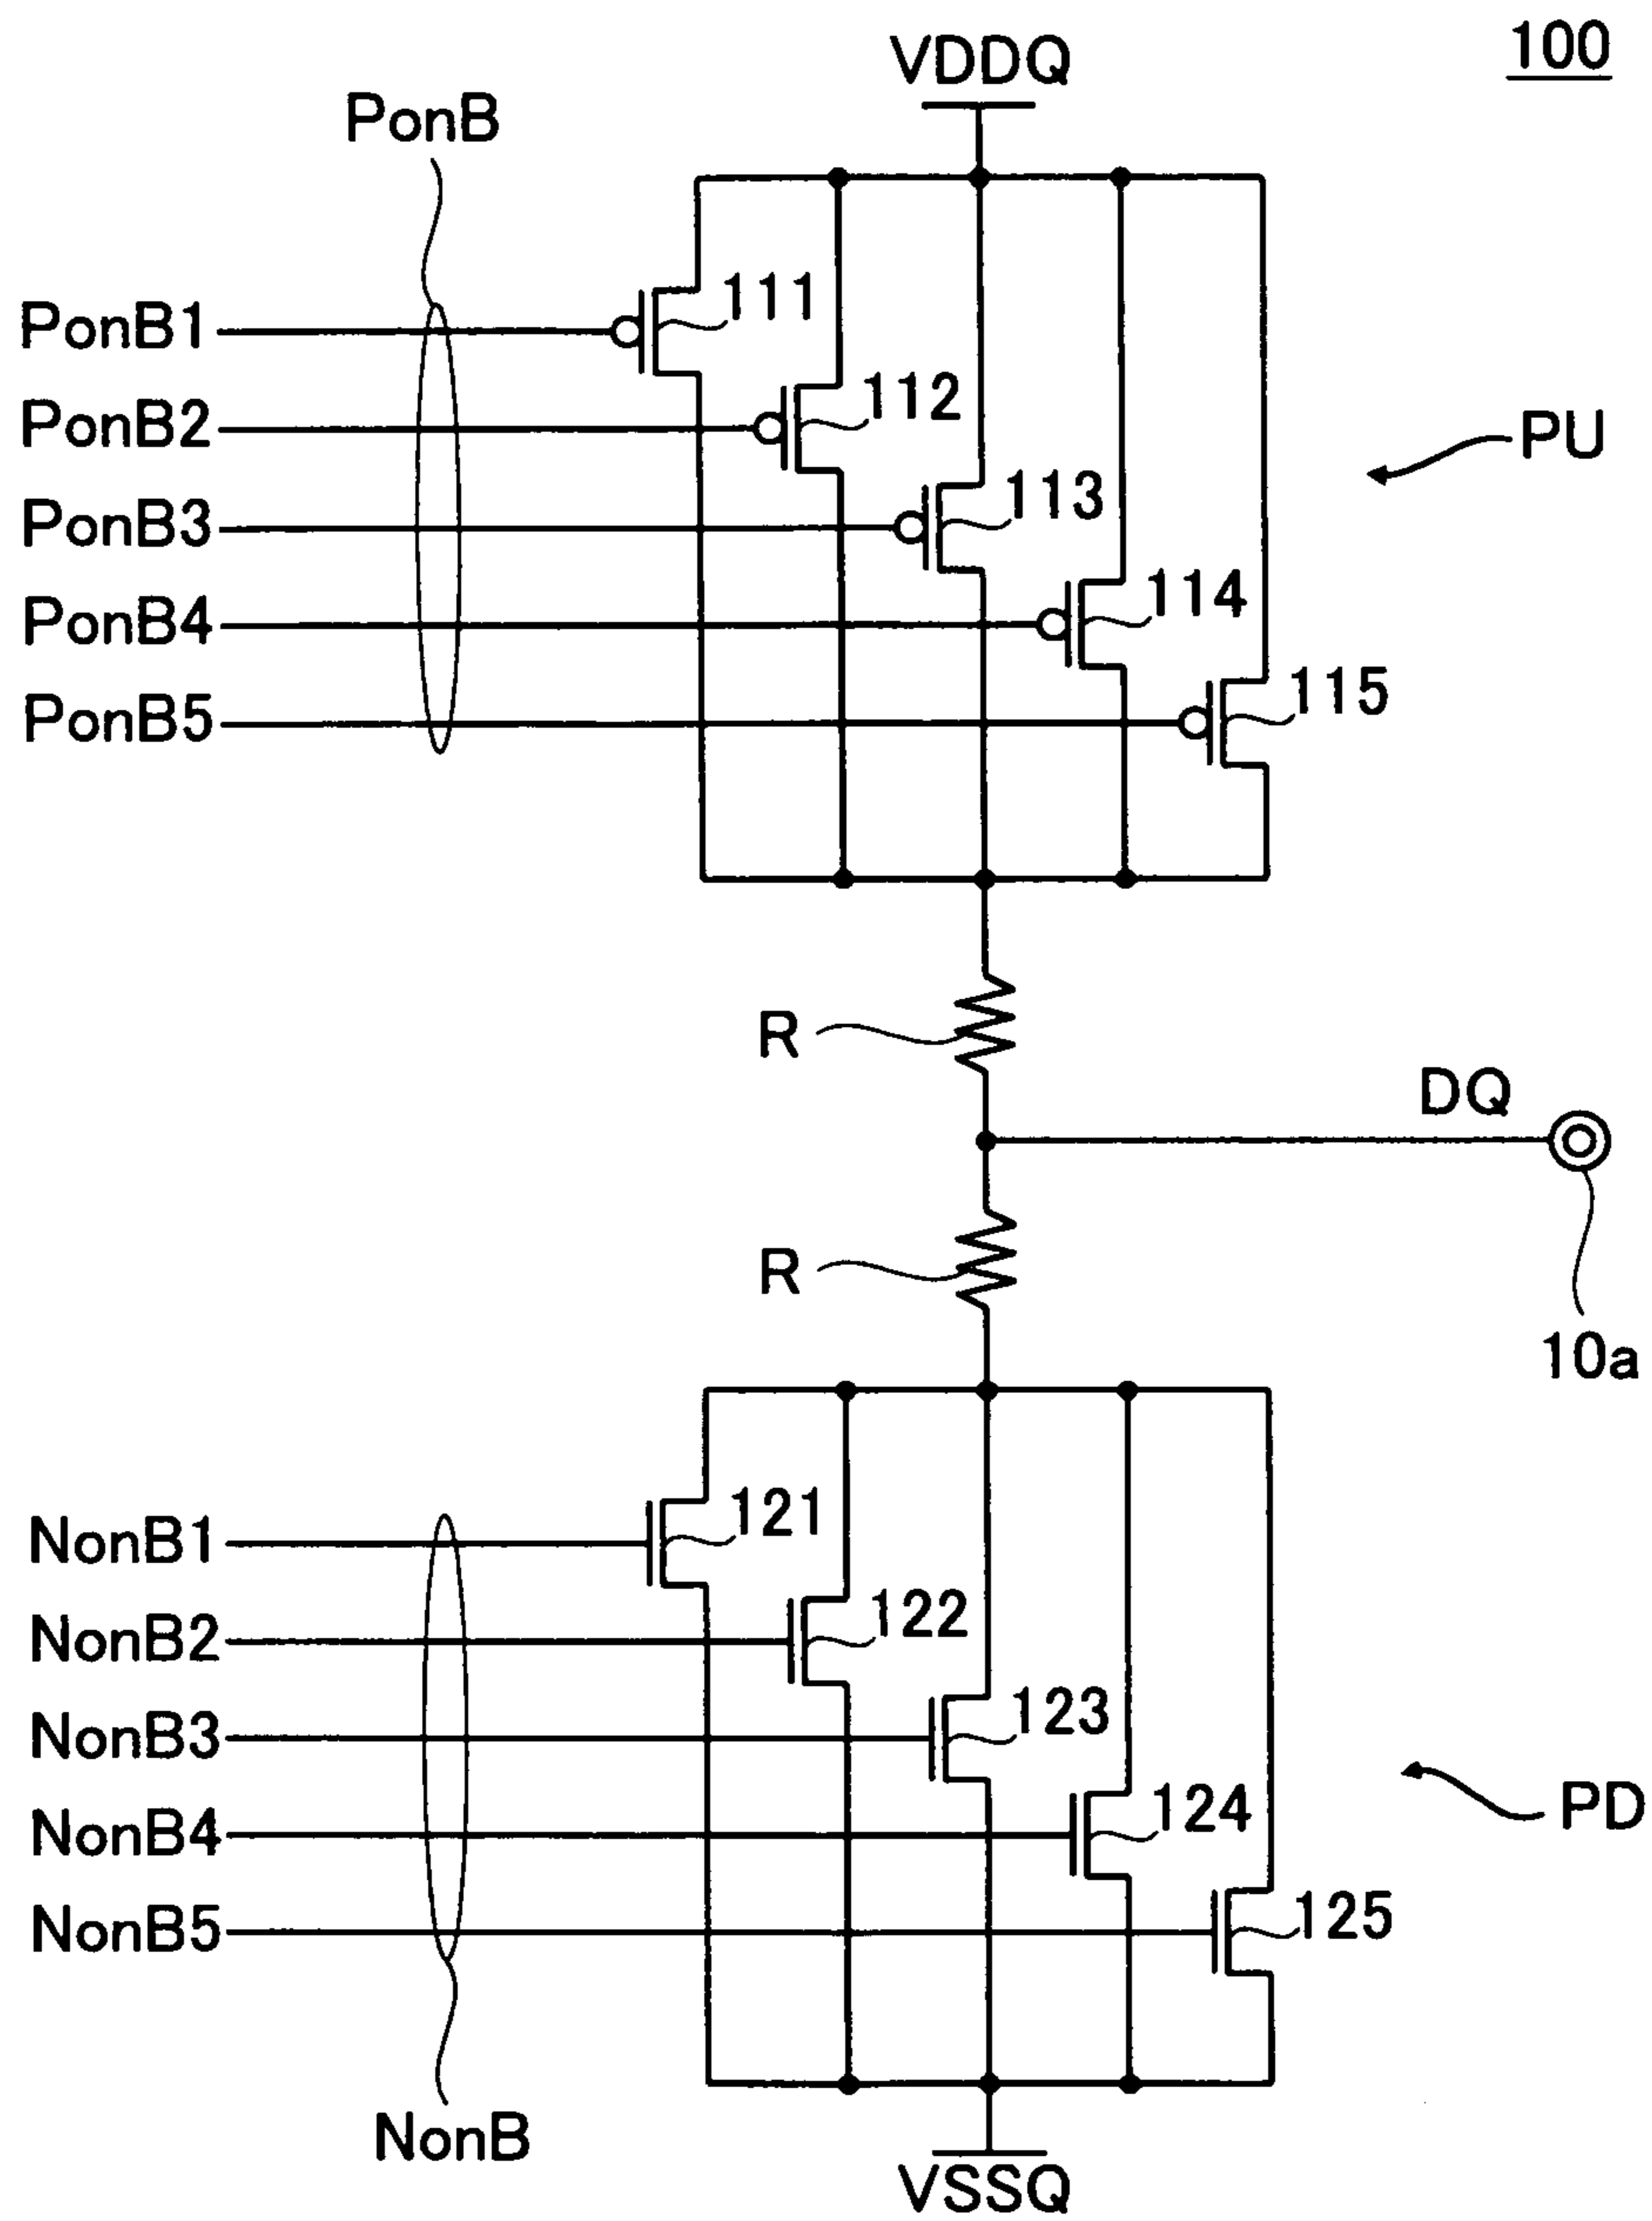 100
VDDQ
PonB
PonB1
111
PonB2
112
PU
PonB3
113
PonB4
114
PonB5
115
R
DQ
R
10a
NonB1
121
NonB2
122
NonB3
123
NonB4
124
PD
NonB5
125
NonB
VSSQ